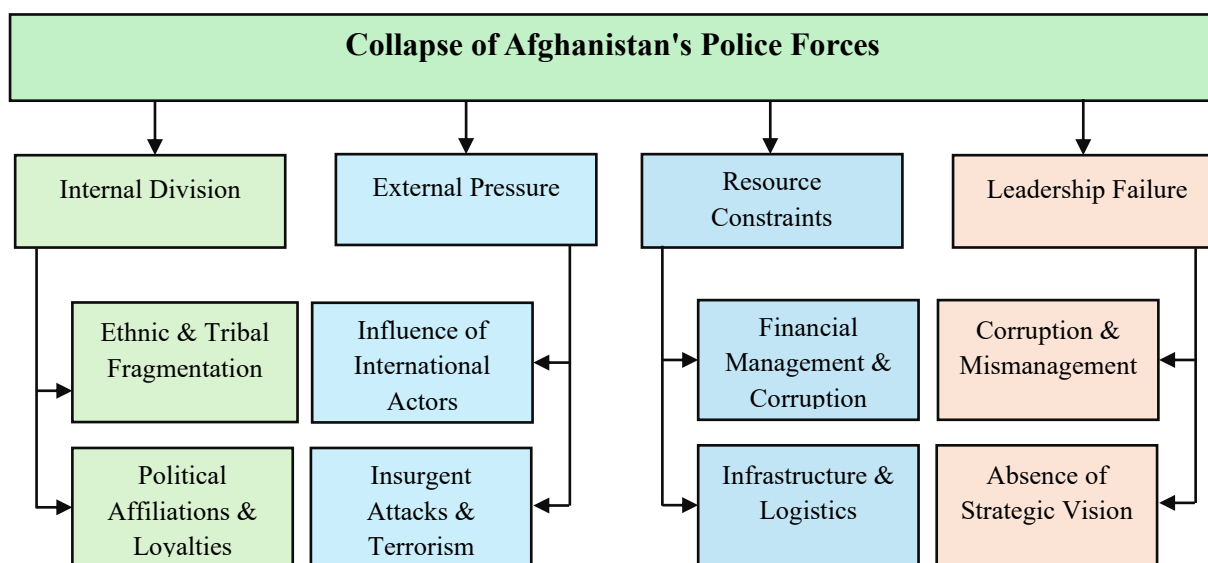 Collapse of Afghanistan's Police Forces
Internal Division
External Pressure
Resource
Constraints
Leadership Failure
Ethnic & Tribal
Fragmentation
Influence of
International
Actors
Financial
Management &
Corruption
Corruption &
Mismanagement
Political
Affiliations &
Loyalties
Insurgent
Attacks &
Terrorism
Infrastructure &
Logistics
Absence of
Strategic Vision